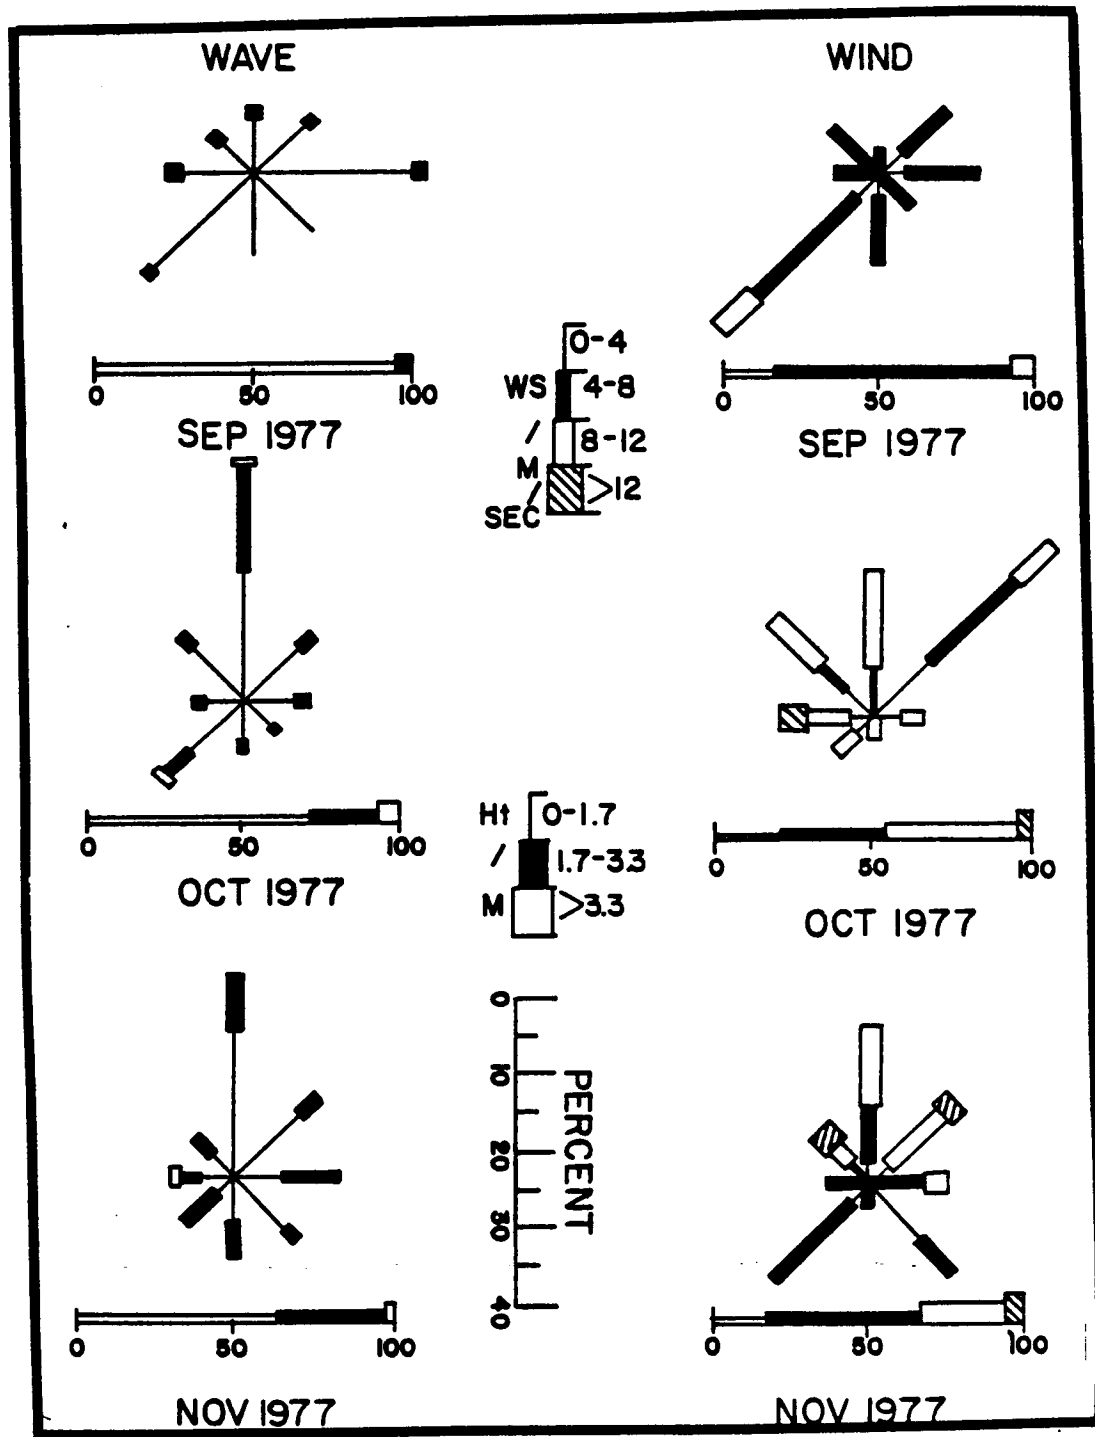 WAVE
WIND
0-4
WS 4-8
/ 8-12
M
/ >12
SEC
0 50 100
SEP 1977
0 50 100
SEP 1977
Ht 0-1.7
/ 1.7-3.3
M >3.3
0 50 100
OCT 1977
0 50 100
OCT 1977
0 10 20 30 40
PERCENT
0 50 100
NOV 1977
0 50 100
NOV 1977